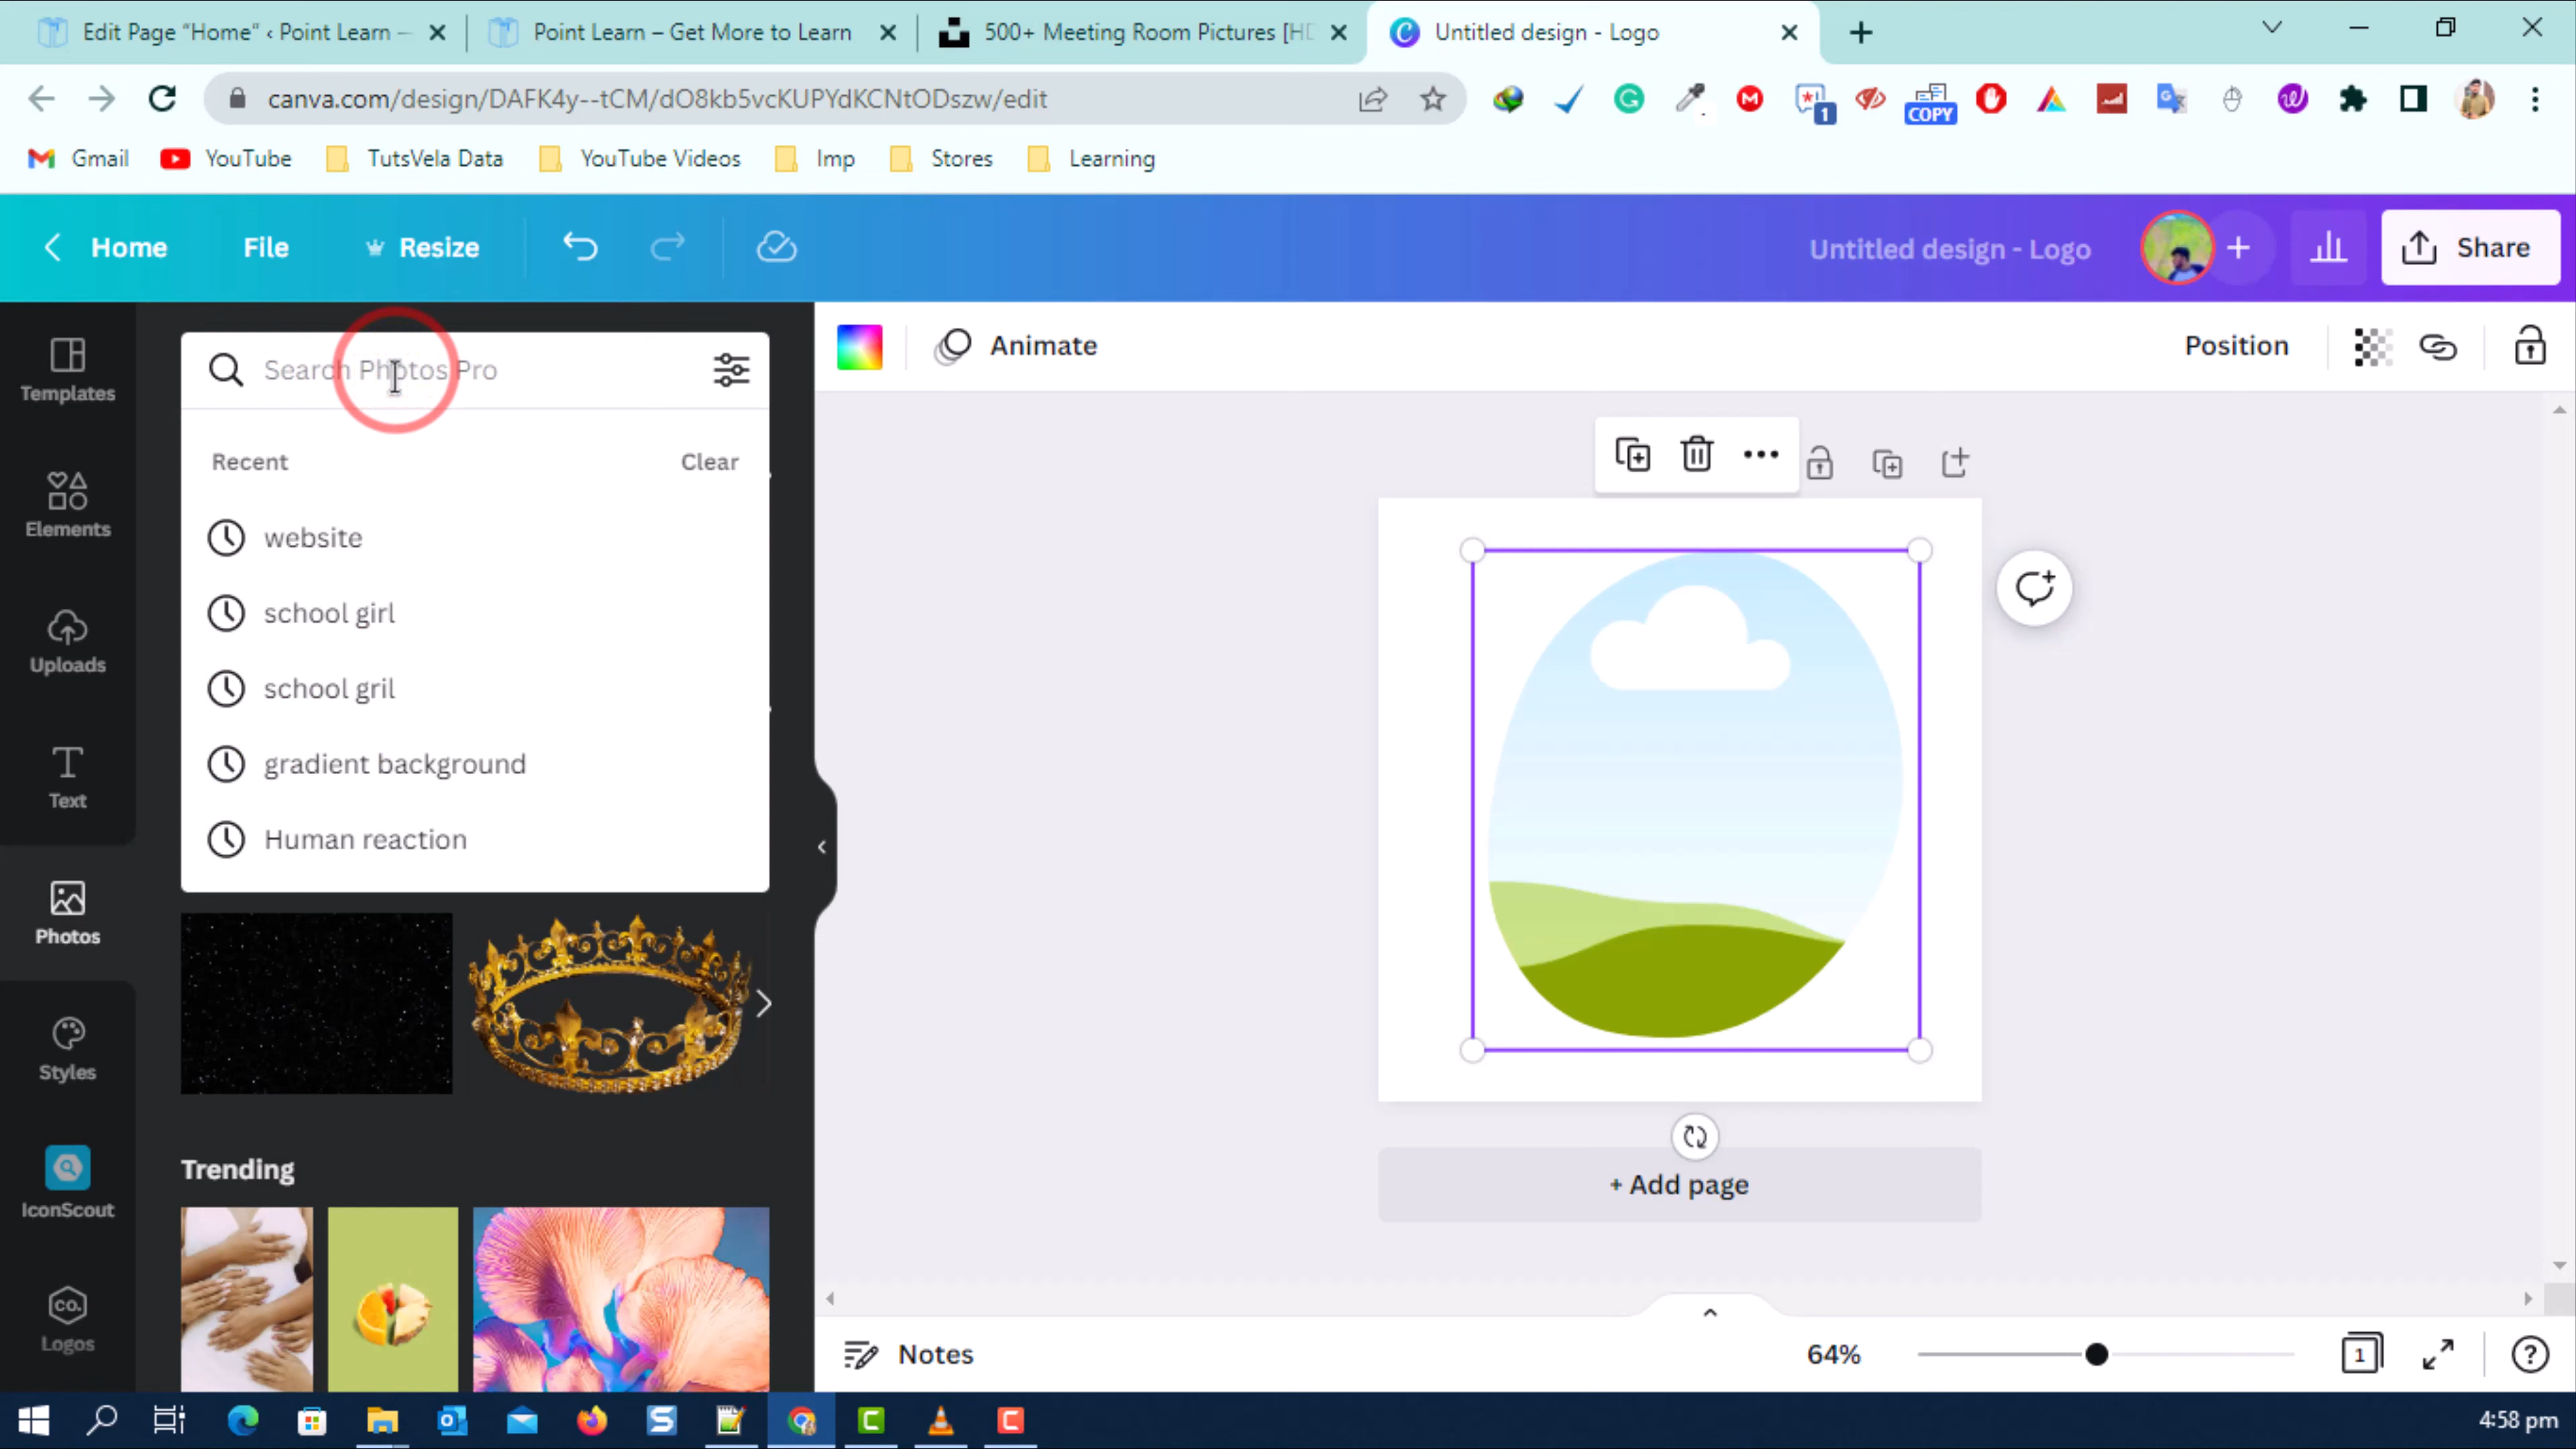 Edit Page “Home” ‹ Point Learn —
Point Learn – Get More to Learn
500+ Meeting Room Pictures [HD
Untitled design - Logo
canva.com/design/DAFK4y--tCM/dO8kb5vcKUPYdKCNtODszw/edit
1
COPY
Gmail
YouTube
TutsVela Data
YouTube Videos
Imp
Stores
Learning
Home
File
Resize
Untitled design - Logo
Share
Templates
Elements
Uploads
Text
Photos
Styles
IconScout
CO.
Logos
Search Photos Pro
Recent
Clear
website
school girl
school gril
gradient background
Human reaction
Trending
Animate
Position
+ Add page
Notes
64%
1
4:58 pm